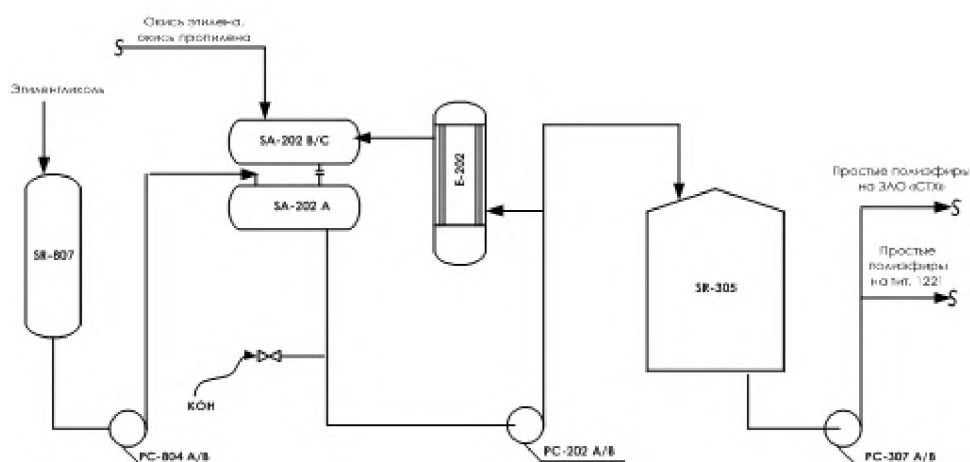 Окись этилена,
окись пропилена
S
Этиленгликоль
SA-202 B/C
SA-202 A
E-202
SR-807
SR-305
Простые полиэфиры
на ЗАО «СТХ»
S
Простые
полиэфиры
на тит. 1221
S
KOH
PC-804 A/B
PC-202 A/B
PC-307 A/B